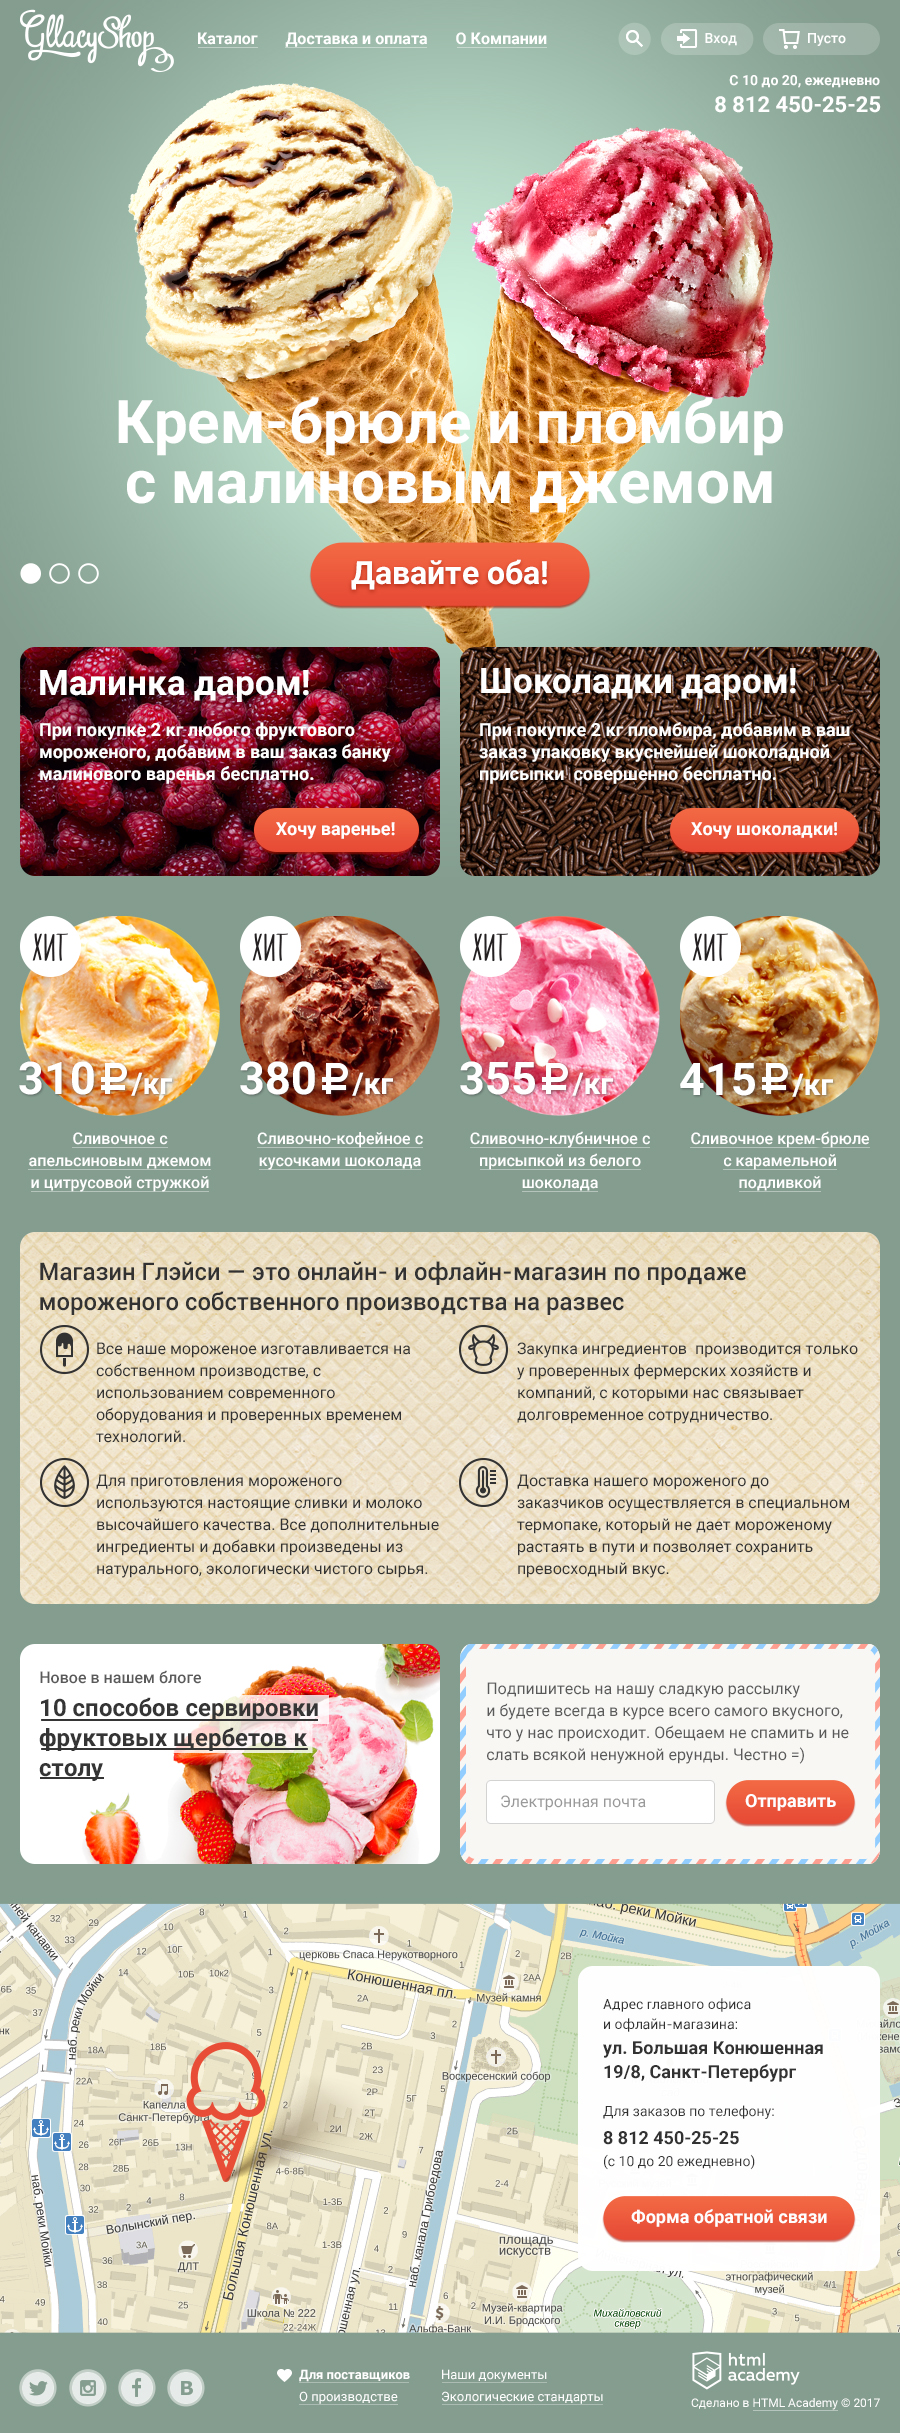 GllacyShop
Каталог
Доставка и оплата
О Компании
Вход
Пусто
С 10 до 20, ежедневно
8 812 450-25-25
Крем-брюле и пломбир
с малиновым джемом
Давайте оба!
Малинка даром!
При покупке 2 кг любого фруктового
мороженого, добавим в ваш заказ банку
малинового варенья бесплатно.
Хочу варенье!
Шоколадки даром!
При покупке 2 кг пломбира, добавим в ваш
заказ упаковку вкуснейшей шоколадной
присыпки  совершенно бесплатно.
Хочу шоколадки!
ХИТ
310₽/кг
Сливочное с
апельсиновым джемом
и цитрусовой стружкой
ХИТ
380₽/кг
Сливочно-кофейное с
кусочками шоколада
ХИТ
355₽/кг
Сливочно-клубничное с
присыпкой из белого
шоколада
ХИТ
415₽/кг
Сливочное крем-брюле
с карамельной
подливкой
Магазин Глэйси — это онлайн- и офлайн-магазин по продаже
мороженого собственного производства на развес
Все наше мороженое изготавливается на
собственном производстве, с
использованием современного
оборудования и проверенных временем
технологий.
Закупка ингредиентов  производится только
у проверенных фермерских хозяйств и
компаний, с которыми нас связывает
долговременное сотрудничество.
Для приготовления мороженого
используются настоящие сливки и молоко
высочайшего качества. Все дополнительные
ингредиенты и добавки произведены из
натурального, экологически чистого сырья.
Доставка нашего мороженого до
заказчиков осуществляется в специальном
термопаке, который не дает мороженому
растаять в пути и позволяет сохранить
превосходный вкус.
Новое в нашем блоге
10 способов сервировки
фруктовых щербетов к
столу
Подпишитесь на нашу сладкую рассылку
и будете всегда в курсе всего самого вкусного,
что у нас происходит. Обещаем не спамить и не
слать всякой ненужной ерунды. Честно =)
Электронная почта
Отправить
наб. реки Мойки
р. Мойка
р. Мойка
церковь Спаса Нерукотворного
Конюшенная пл.
Музей камня
наб. реки Мойки
Воскресенский собор
Капелла
Санкт-Петербурга
Большая Конюшенная ул.
наб. канала Грибоедова
наб. реки Мойки
Волынский пер.
ДЛТ
площадь
искусств
Школа № 222
Музей-квартира
И.И. Бродского
Альфа-Банк
Михайловский
сквер
этнографический
музей
Адрес главного офиса
и офлайн-магазина:
ул. Большая Конюшенная
19/8, Санкт-Петербург
Для заказов по телефону:
8 812 450-25-25
(с 10 до 20 ежедневно)
Форма обратной связи
Для поставщиков
О производстве
Наши документы
Экологические стандарты
html
academy
Сделано в HTML Academy © 2017